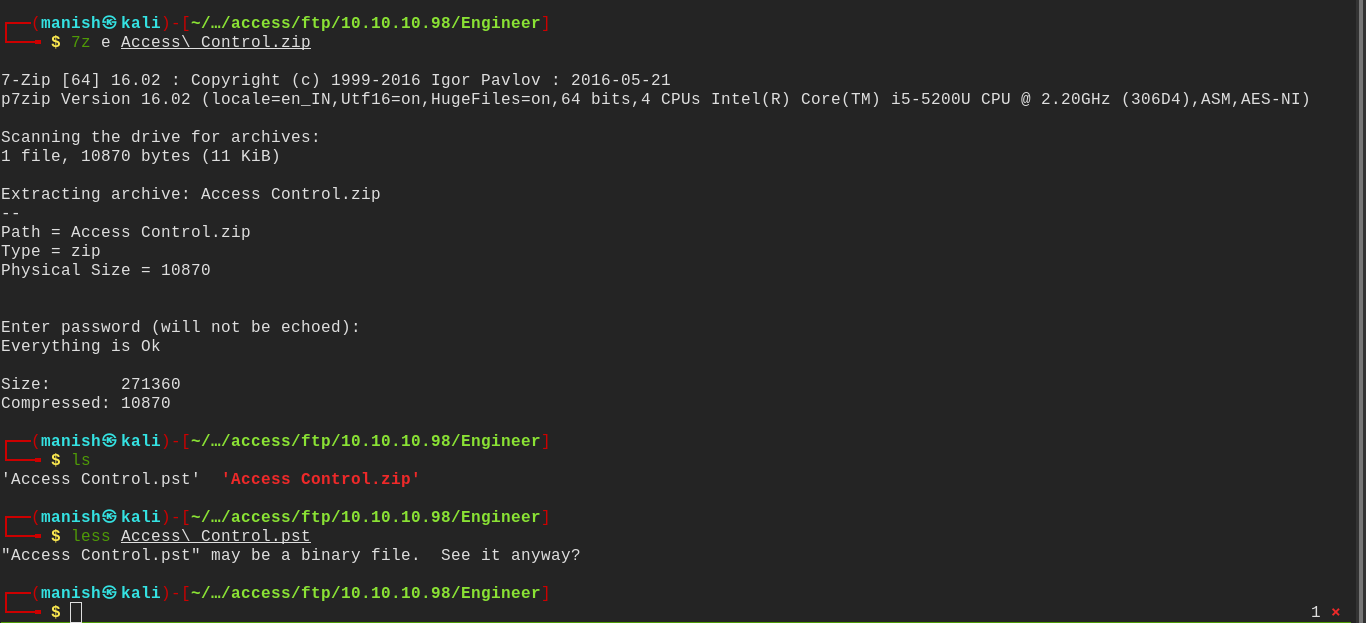 ┌──(manish㉿kali)-[~/…/access/ftp/10.10.10.98/Engineer]
└─╼ $ 7z e Access\ Control.zip
7-Zip [64] 16.02 : Copyright (c) 1999-2016 Igor Pavlov : 2016-05-21
p7zip Version 16.02 (locale=en_IN,Utf16=on,HugeFiles=on,64 bits,4 CPUs Intel(R) Core(TM) i5-5200U CPU @ 2.20GHz (306D4),ASM,AES-NI)
Scanning the drive for archives:
1 file, 10870 bytes (11 KiB)
Extracting archive: Access Control.zip
--
Path = Access Control.zip
Type = zip
Physical Size = 10870
Enter password (will not be echoed):
Everything is Ok
Size:       271360
Compressed: 10870
┌──(manish㉿kali)-[~/…/access/ftp/10.10.10.98/Engineer]
└─╼ $ ls
'Access Control.pst'  'Access Control.zip'
┌──(manish㉿kali)-[~/…/access/ftp/10.10.10.98/Engineer]
└─╼ $ less Access\ Control.pst
"Access Control.pst" may be a binary file.  See it anyway?
┌──(manish㉿kali)-[~/…/access/ftp/10.10.10.98/Engineer]
└─╼ $ 1 ×